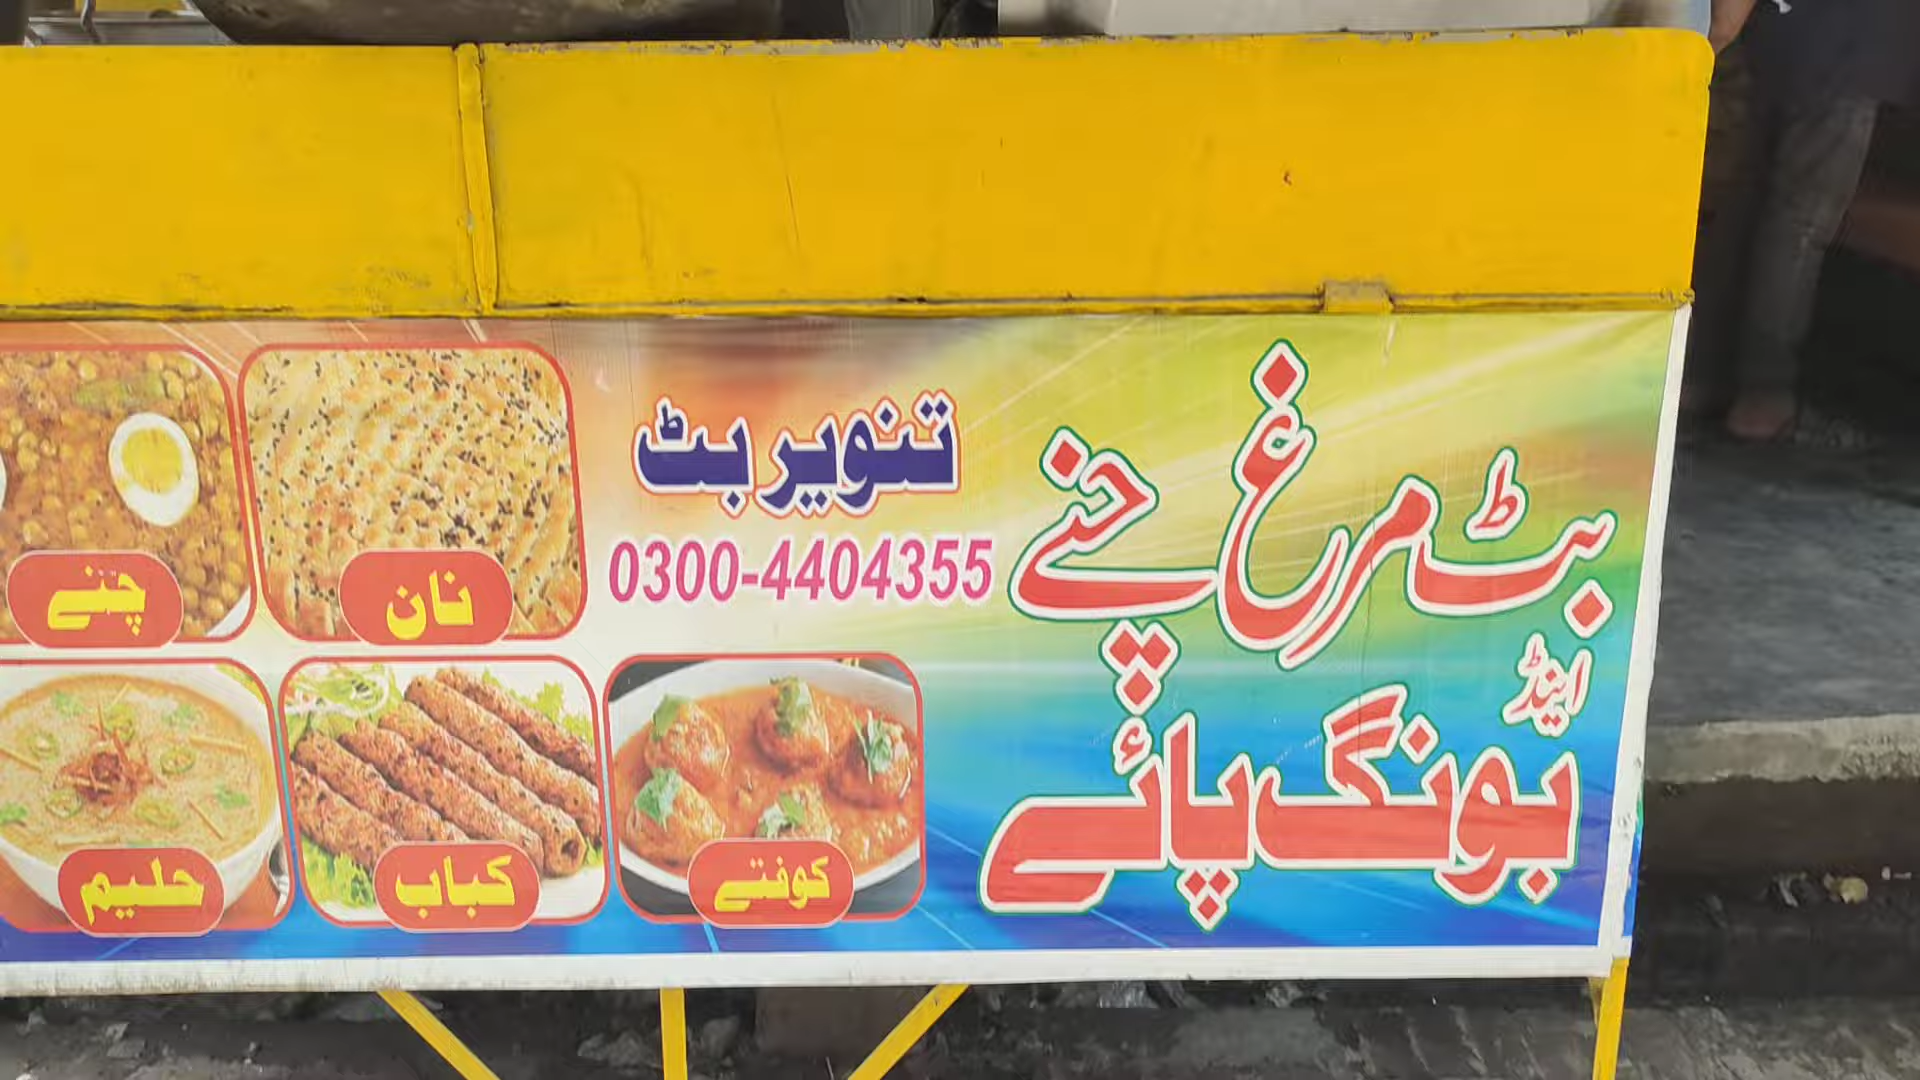 بٹ مرغ چنے
اینڈ
بونگ پائے
تنویر بٹ
0300-4404355
نان
چنے
کوفتے
کباب
حلیم